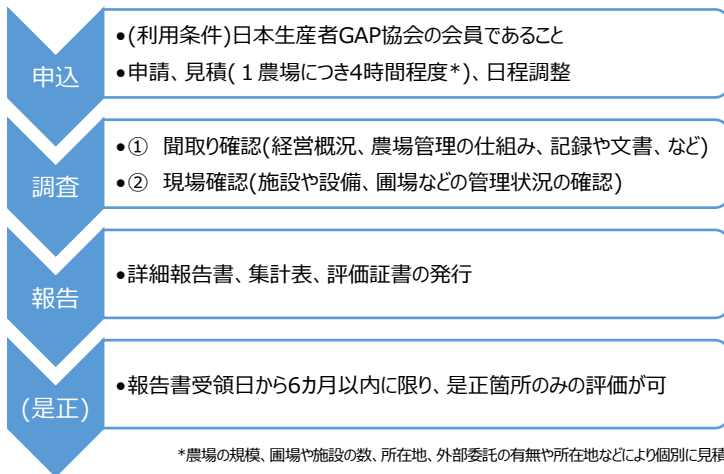 申込
•(利用条件)日本生産者GAP協会の会員であること
•申請、見積(１農場につき4時間程度*)、日程調整
調査
•① 聞取り確認(経営概況、農場管理の仕組み、記録や文書、など)
•② 現場確認(施設や設備、圃場などの管理状況の確認)
報告
•詳細報告書、集計表、評価証書の発行
(是正)
•報告書受領日から6カ月以内に限り、是正箇所のみの評価が可
*農場の規模、圃場や施設の数、所在地、外部委託の有無や所在地などにより個別に見積